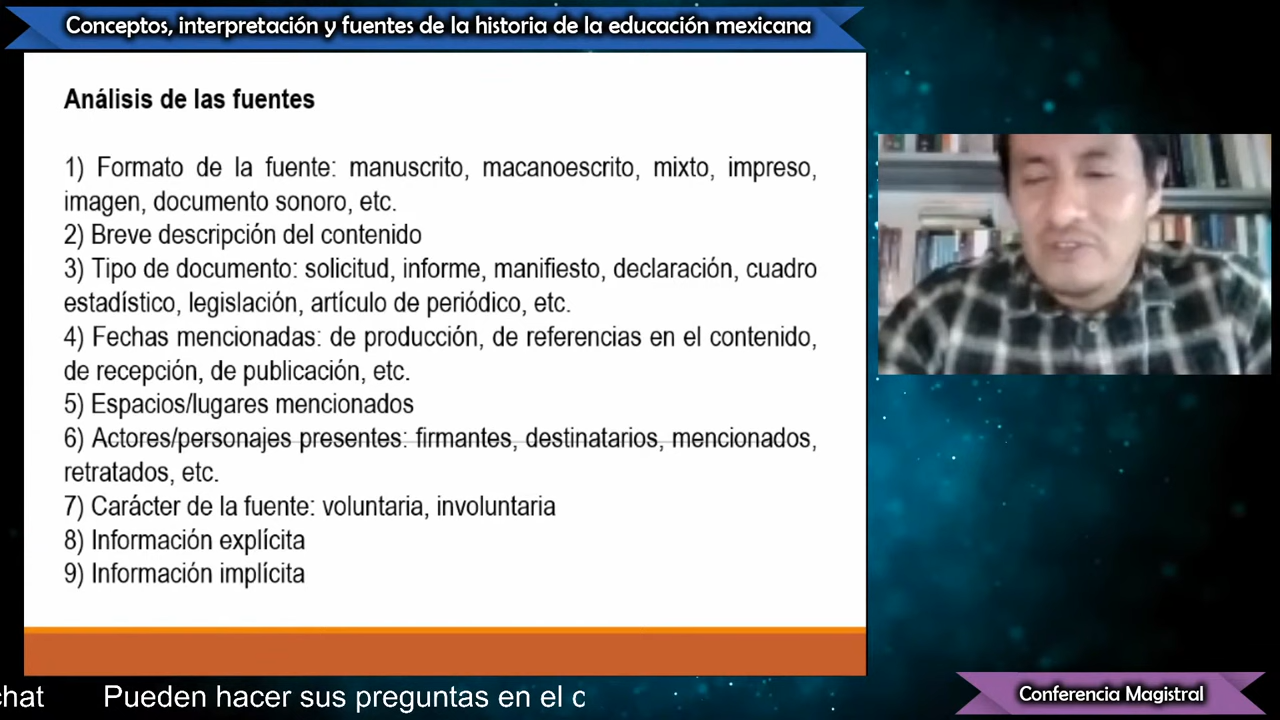 Conceptos, interpretación y fuentes de la historia de la educación mexicana
Análisis de las fuentes
1) Formato de la fuente: manuscrito, macanoescrito, mixto, impreso,
imagen, documento sonoro, etc.
2) Breve descripción del contenido
3) Tipo de documento: solicitud, informe, manifiesto, declaración, cuadro
estadístico, legislación, artículo de periódico, etc.
4) Fechas mencionadas: de producción, de referencias en el contenido,
de recepción, de publicación, etc.
5) Espacios/lugares mencionados
6) Actores/personajes presentes: firmantes, destinatarios, mencionados,
retratados, etc.
7) Carácter de la fuente: voluntaria, involuntaria
8) Información explícita
9) Información implícita
chat Pueden hacer sus preguntas en el c
Conferencia Magistral